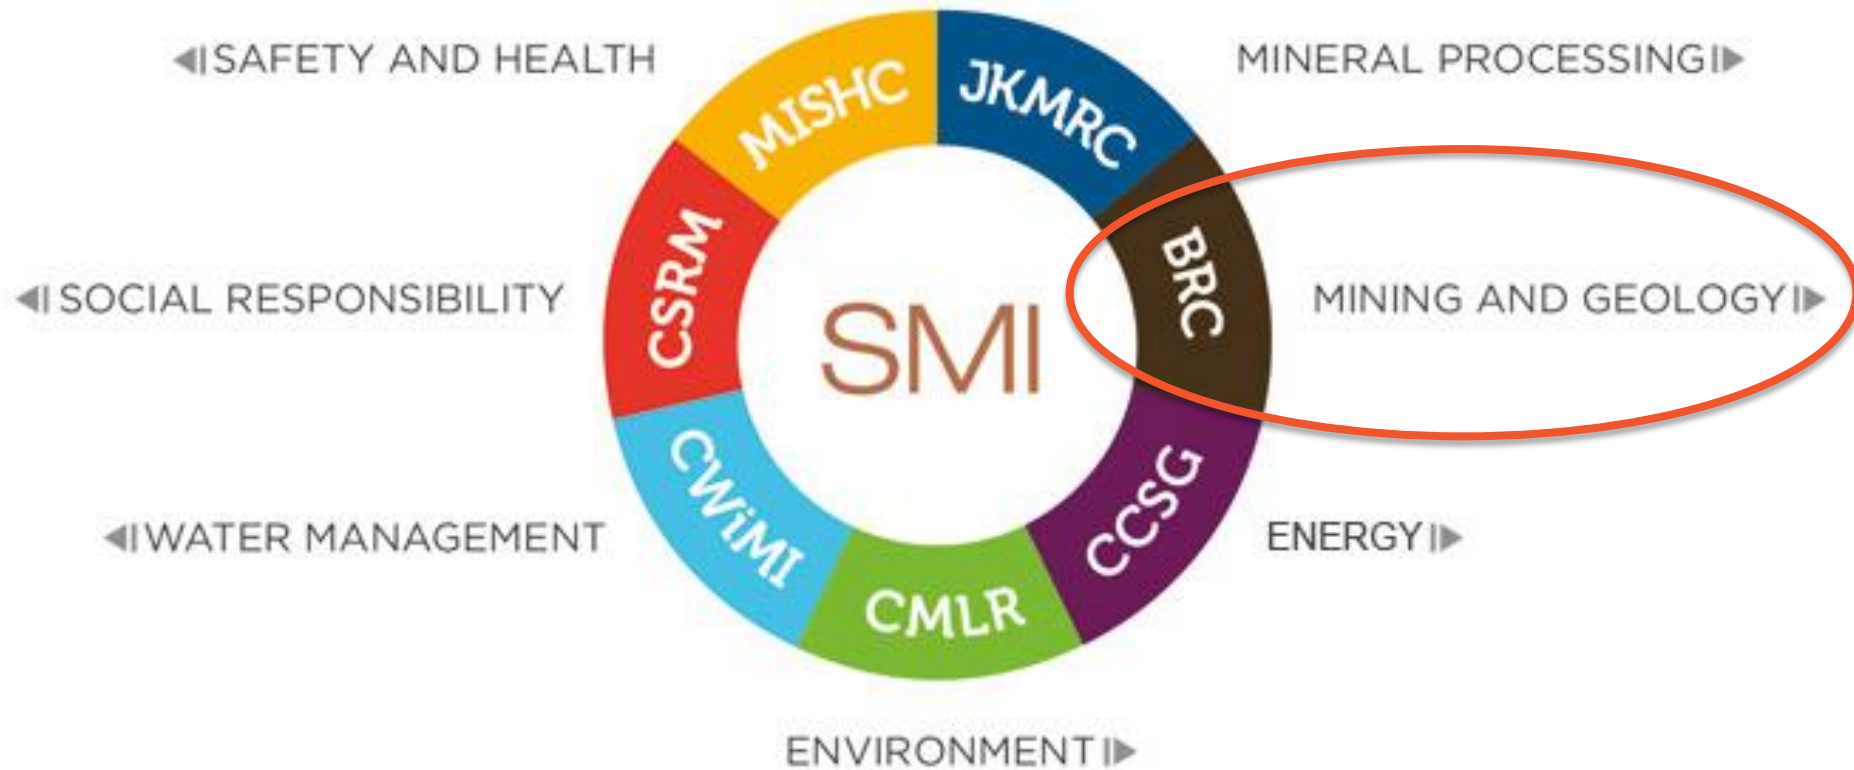 SAFETY AND HEALTH
MINERAL PROCESSING
MISHC
JKMRC
CSRM
BRC
SOCIAL RESPONSIBILITY
SMI
MINING AND GEOLOGY
CWiMI
CCSG
WATER MANAGEMENT
ENERGY
CMLR
ENVIRONMENT